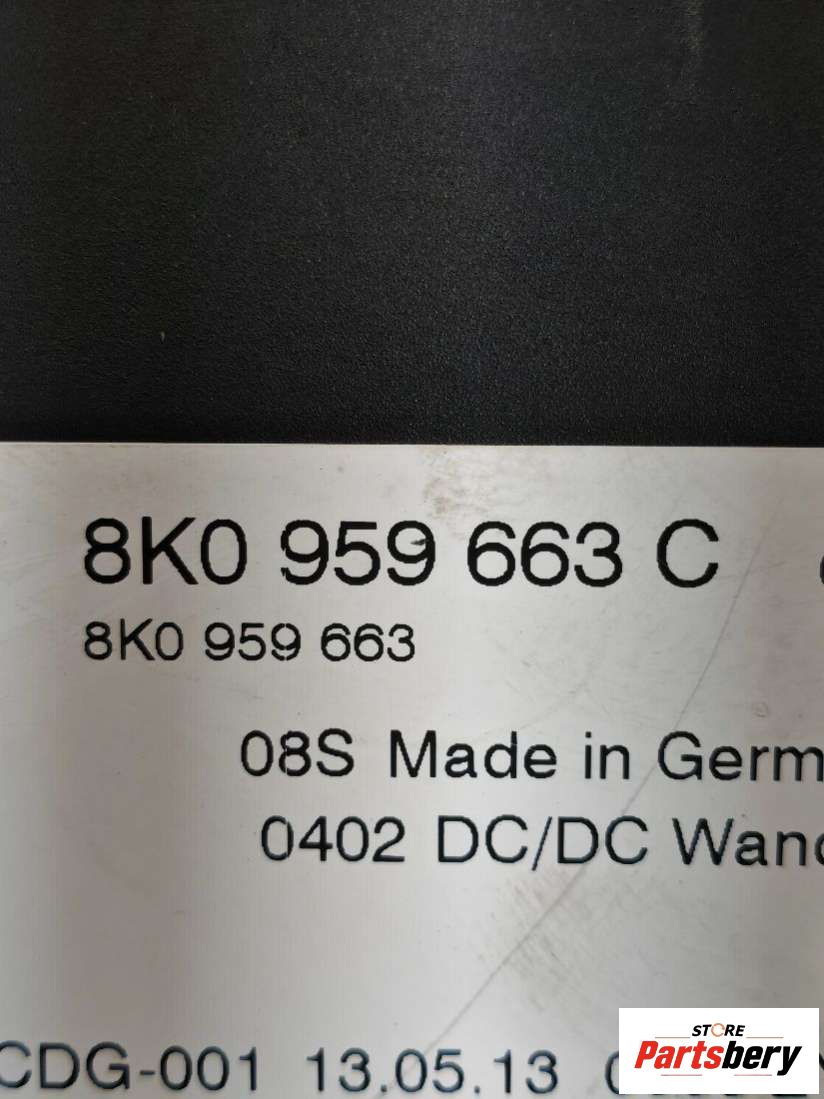 8K0 959 663 C
8K0 959 663
08S Made in Germ
0402 DC/DC Wand
CDG-001 13.05.13
STORE
Partsbery